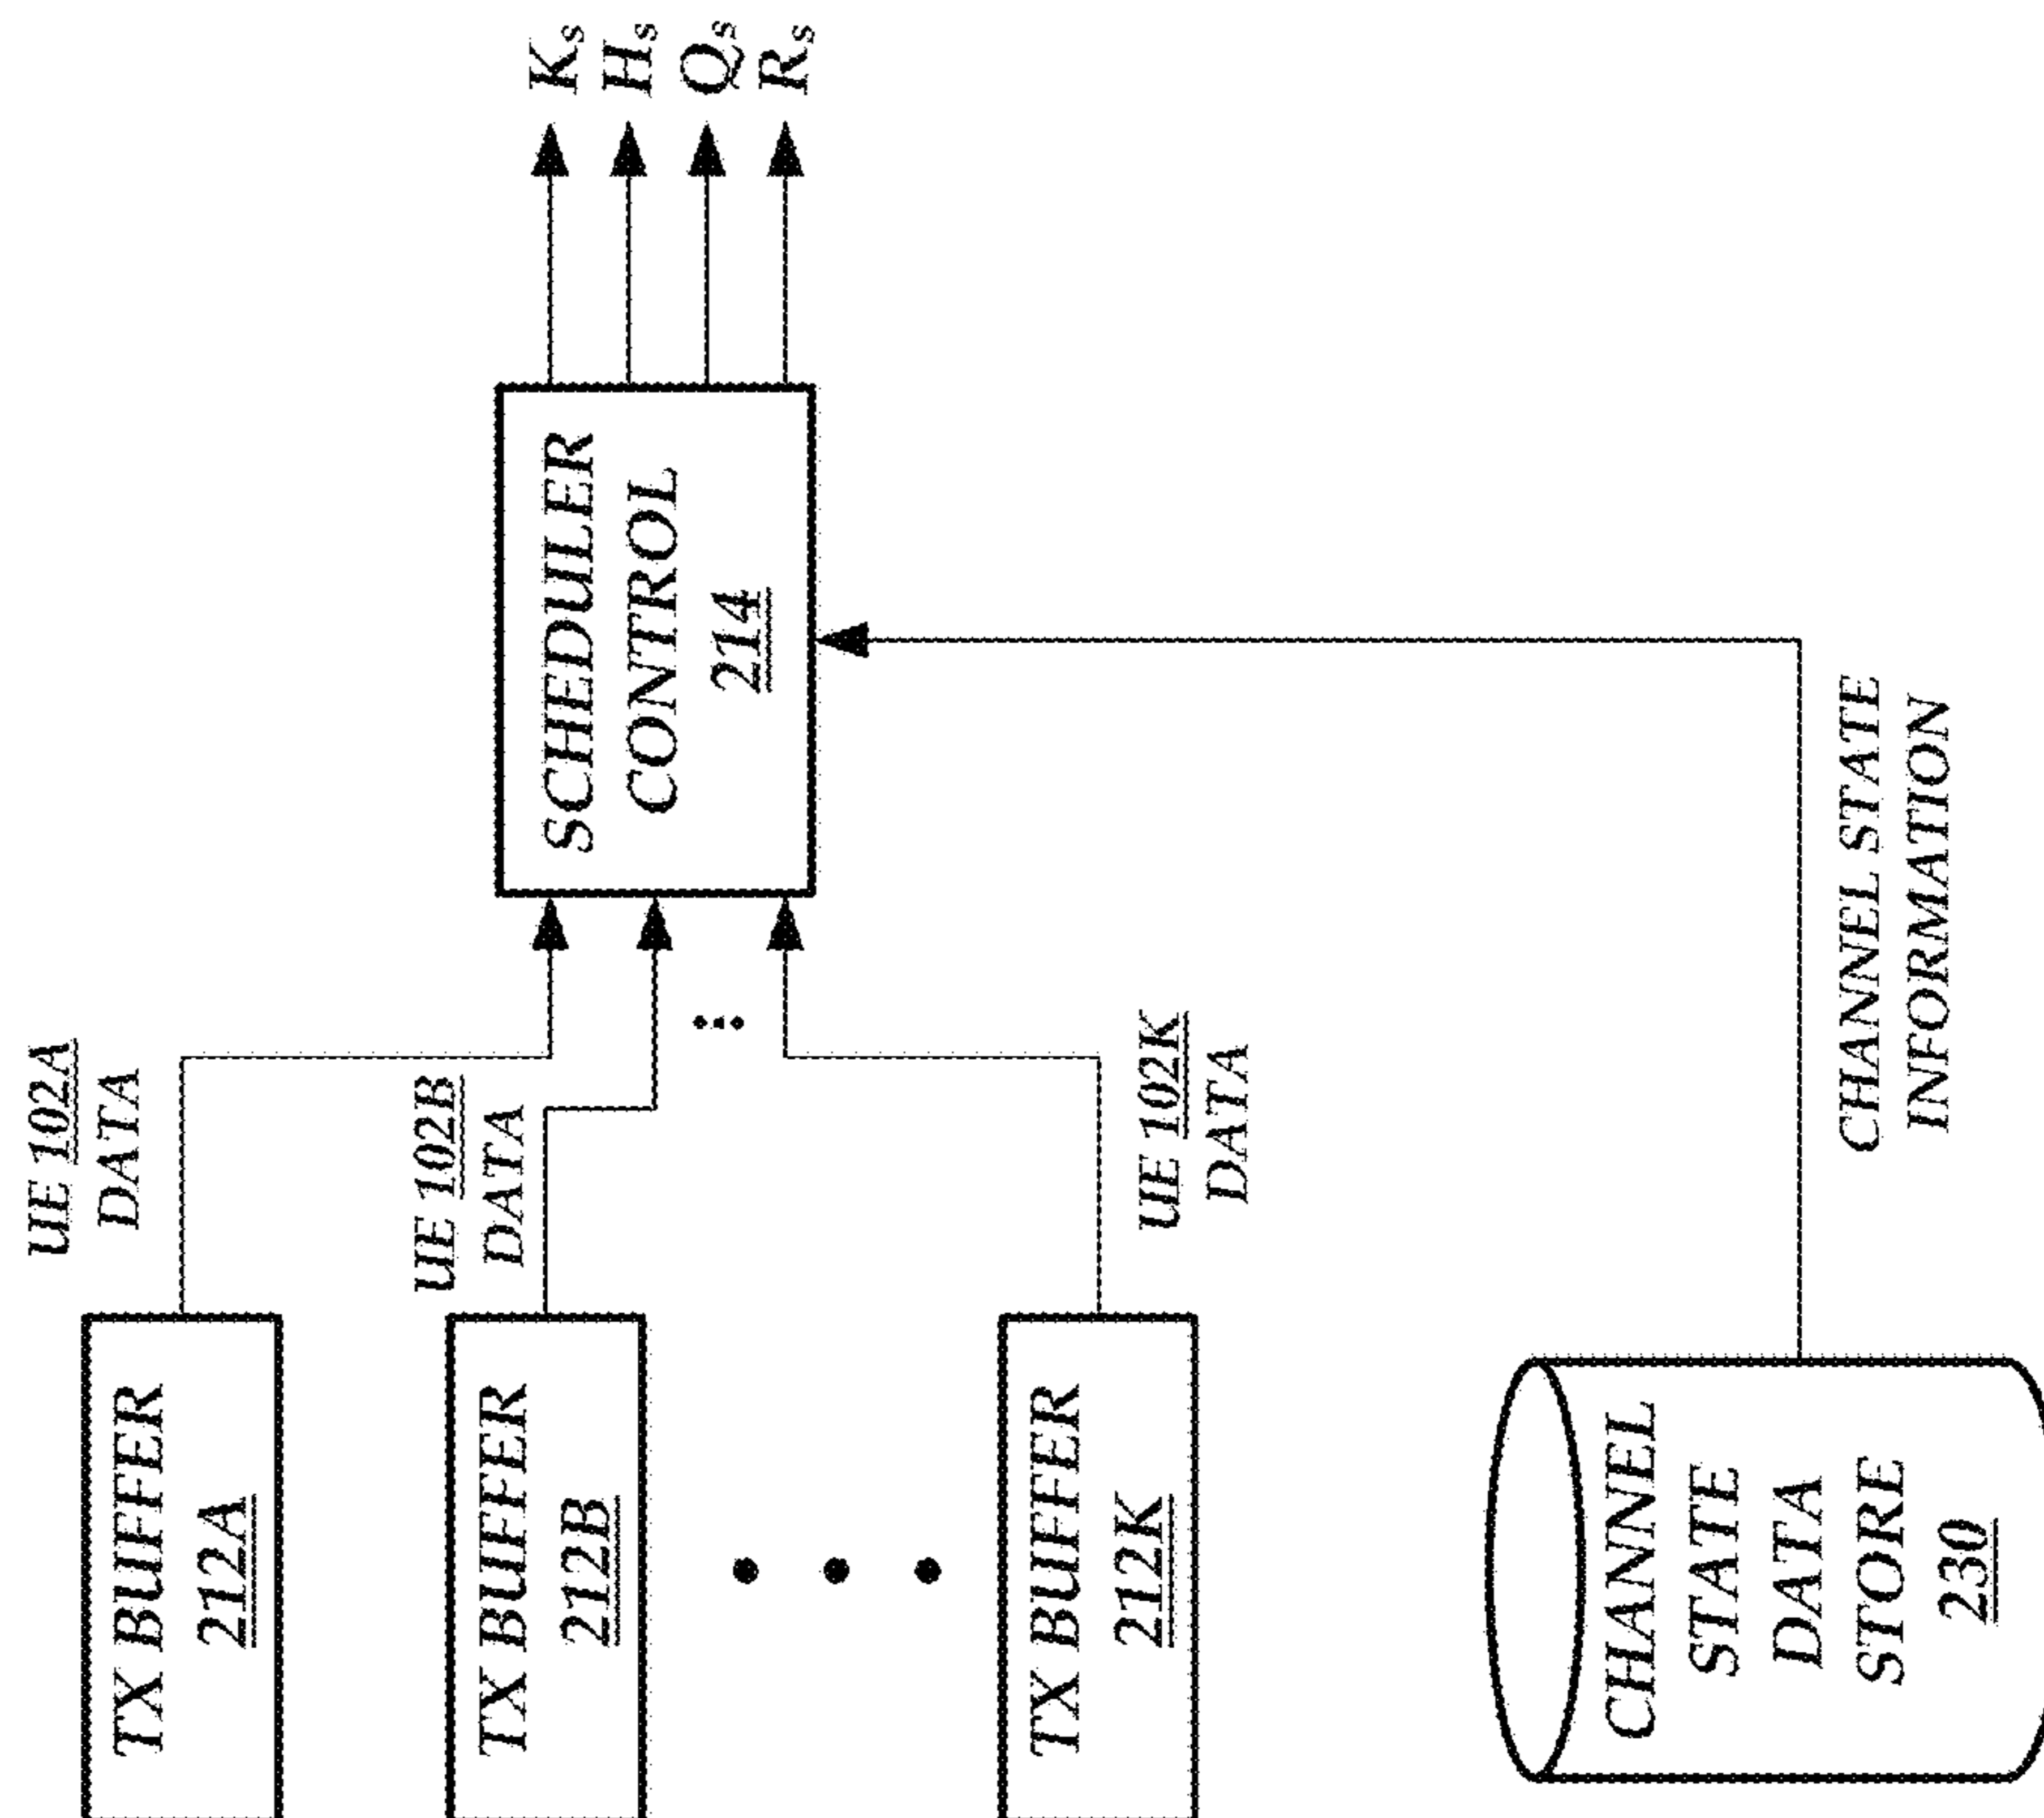 TX BUFFER
212A
UE 102A
DATA
TX BUFFER
212B
UE 102B
DATA
TX BUFFER
212K
UE 102K
DATA
SCHEDULER
CONTROL
214
Ks
Hs
Qs
Rs
CHANNEL
STATE
DATA
STORE
230
CHANNEL STATE
INFORMATION